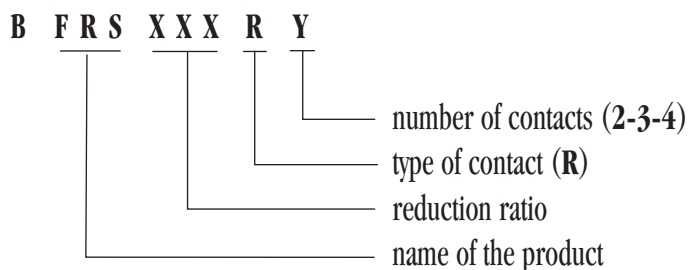 B FRS XXX R Y
number of contacts (2-3-4)
type of contact (R)
reduction ratio
name of the product